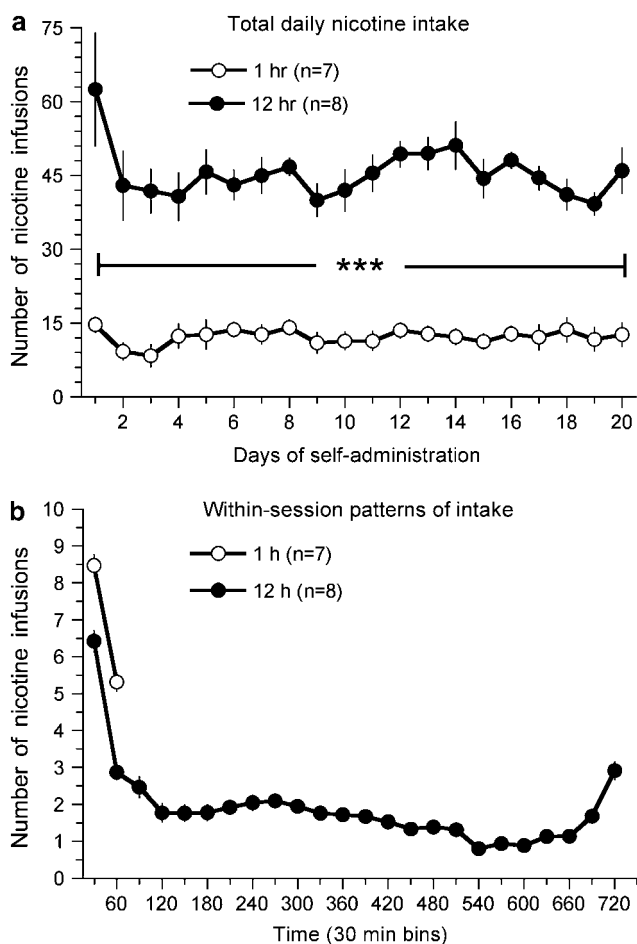 a
Total daily nicotine intake
75
60
45
30
15
0
Number of nicotine infusions
1 hr (n=7)
12 hr (n=8)
***
2 4 6 8 10 12 14 16 18 20
Days of self-administration
b
Within-session patterns of intake
10
9
8
7
6
5
4
3
2
1
0
Number of nicotine infusions
1 h (n=7)
12 h (n=8)
60 120 180 240 300 360 420 480 540 600 660 720
Time (30 min bins)